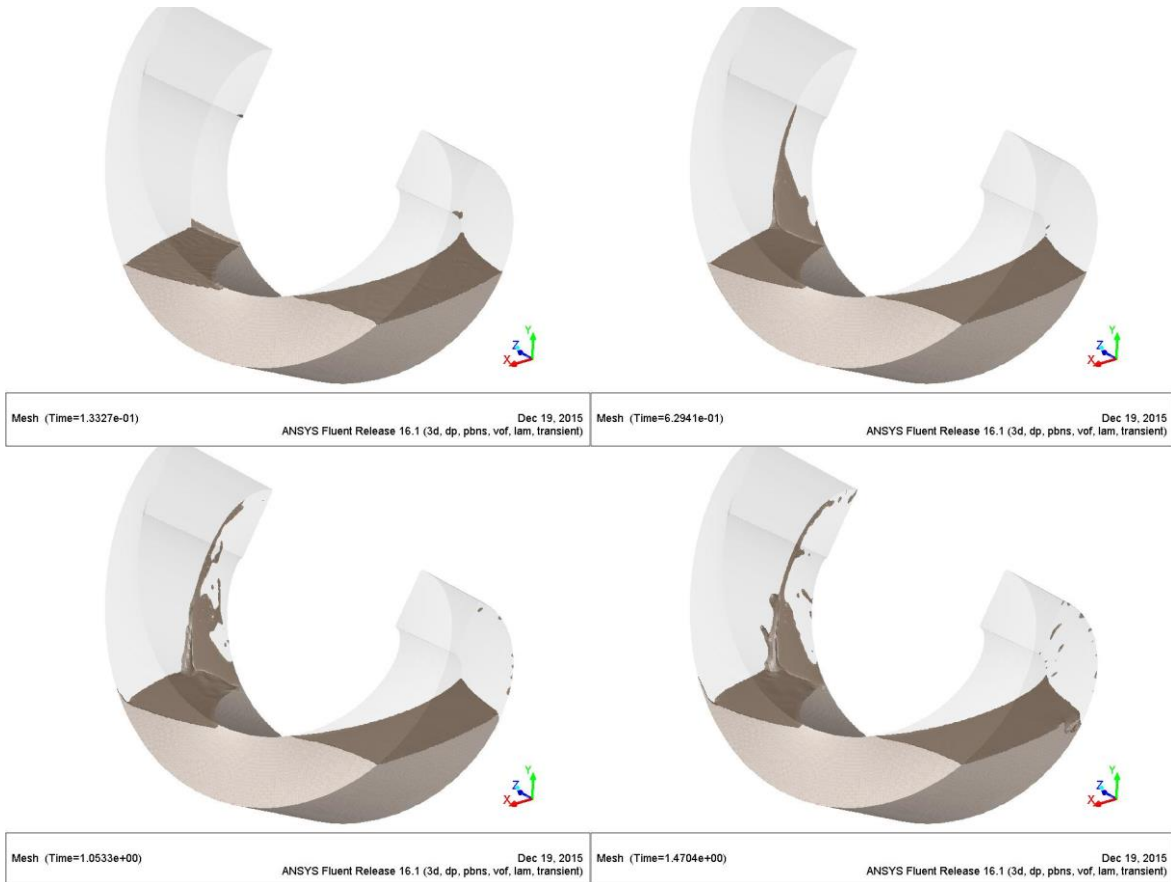 Y
Z
X
Mesh (Time=1.3327e-01)
Dec 19, 2015
ANSYS Fluent Release 16.1 (3d, dp, pbns, vof, lam, transient)
Y
Z
X
Mesh (Time=6.2941e-01)
Dec 19, 2015
ANSYS Fluent Release 16.1 (3d, dp, pbns, vof, lam, transient)
Y
Z
X
Mesh (Time=1.0533e+00)
Dec 19, 2015
ANSYS Fluent Release 16.1 (3d, dp, pbns, vof, lam, transient)
Y
Z
X
Mesh (Time=1.4704e+00)
Dec 19, 2015
ANSYS Fluent Release 16.1 (3d, dp, pbns, vof, lam, transient)